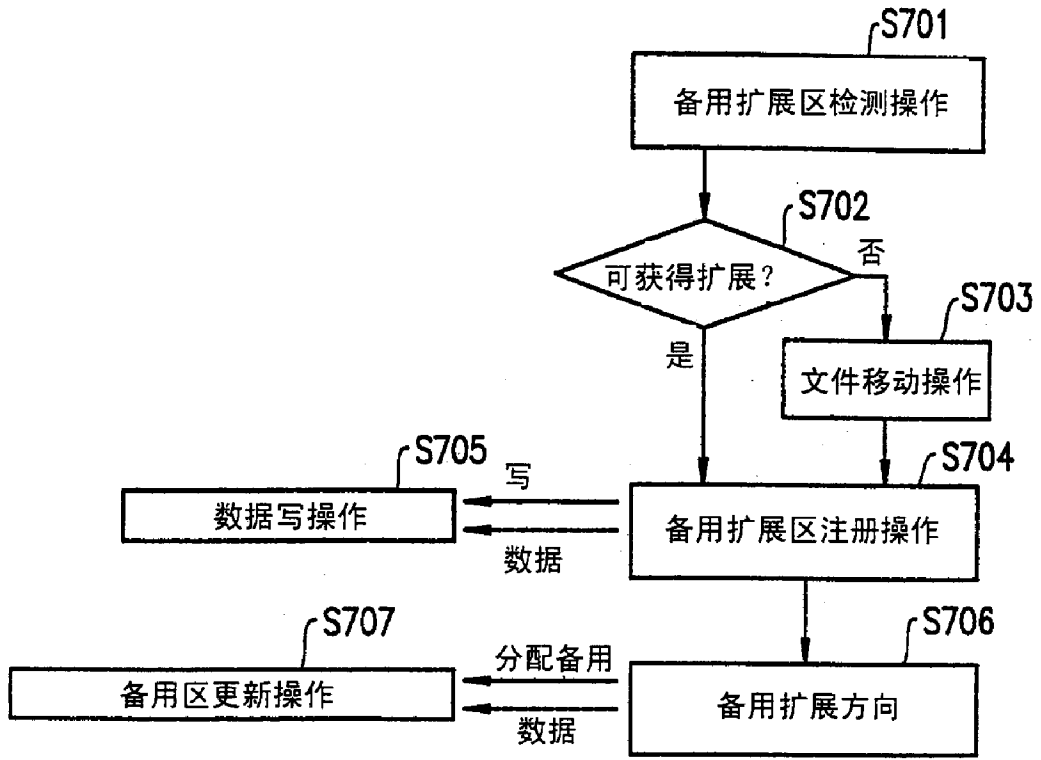 S701
备用扩展区检测操作
S702
可获得扩展?
否
S703
是
文件移动操作
S705
S704
写
数据写操作
备用扩展区注册操作
数据
S707
S706
分配备用
备用区更新操作
备用扩展方向
数据